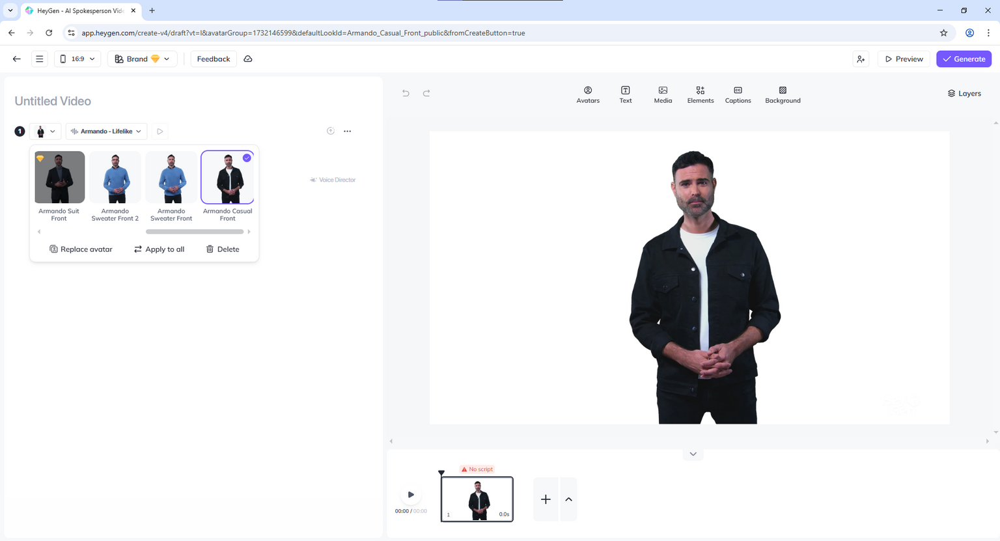 HeyGen - AI Spokesperson Vide
app.heygen.com/create-v4/draft?vt=l&avatarGroup=1732146599&defaultLookId=Armando_Casual_Front_public&fromCreateButton=true
16:9
Brand
Feedback
Preview
Generate
Untitled Video
Avatars
Text
Media
Elements
Captions
Background
Layers
1
Armando - Lifelike
Voice Director
Armando Suit
Front
Armando
Sweater Front 2
Armando
Sweater Front
Armando Casual
Front
Replace avatar
Apply to all
Delete
No script
00:00 / 00:00
1
0.0s